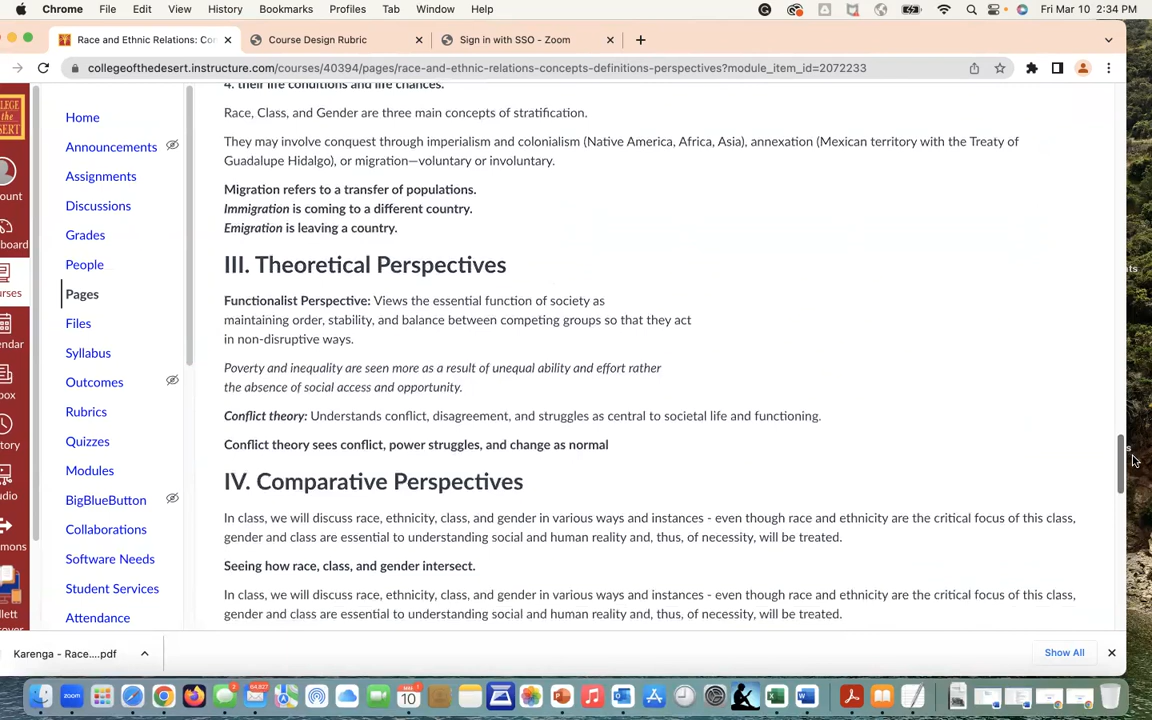 Chrome File Edit View History Bookmarks Profiles Tab Window Help Fri Mar 10 2:34 PM
Race and Ethnic Relations: Con Course Design Rubric Sign in with SSO - Zoom
collegeofthedesert.instructure.com/courses/40394/pages/race-and-ethnic-relations-concepts-definitions-perspectives?module_item_id=2072233
Home
Announcements
Assignments
Discussions
Grades
People
Pages
Files
Syllabus
Outcomes
Rubrics
Quizzes
Modules
BigBlueButton
Collaborations
Software Needs
Student Services
Attendance
4. their life conditions and life chances.
Race, Class, and Gender are three main concepts of stratification.
They may involve conquest through imperialism and colonialism (Native America, Africa, Asia), annexation (Mexican territory with the Treaty of
Guadalupe Hidalgo), or migration—voluntary or involuntary.
Migration refers to a transfer of populations.
Immigration is coming to a different country.
Emigration is leaving a country.
III. Theoretical Perspectives
Functionalist Perspective: Views the essential function of society as
maintaining order, stability, and balance between competing groups so that they act
in non-disruptive ways.
Poverty and inequality are seen more as a result of unequal ability and effort rather
the absence of social access and opportunity.
Conflict theory: Understands conflict, disagreement, and struggles as central to societal life and functioning.
Conflict theory sees conflict, power struggles, and change as normal
IV. Comparative Perspectives
In class, we will discuss race, ethnicity, class, and gender in various ways and instances - even though race and ethnicity are the critical focus of this class,
gender and class are essential to understanding social and human reality and, thus, of necessity, will be treated.
Seeing how race, class, and gender intersect.
In class, we will discuss race, ethnicity, class, and gender in various ways and instances - even though race and ethnicity are the critical focus of this class,
gender and class are essential to understanding social and human reality and, thus, of necessity, will be treated.
Karenga - Race....pdf Show All
zoom
10